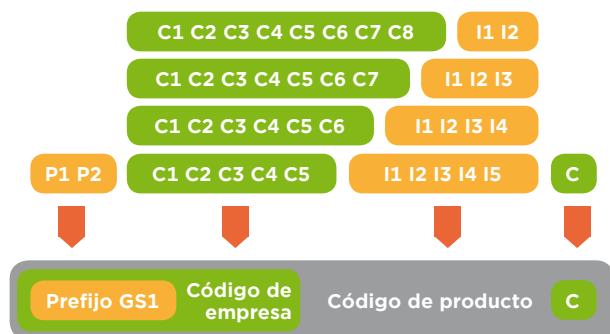 C1 C2 C3 C4 C5 C6 C7 C8 I1 I2
C1 C2 C3 C4 C5 C6 C7 I1 I2 I3
C1 C2 C3 C4 C5 C6 I1 I2 I3 I4
P1 P2 C1 C2 C3 C4 C5 I1 I2 I3 I4 I5 C
Prefijo GS1
Código de
empresa
Código de producto
C